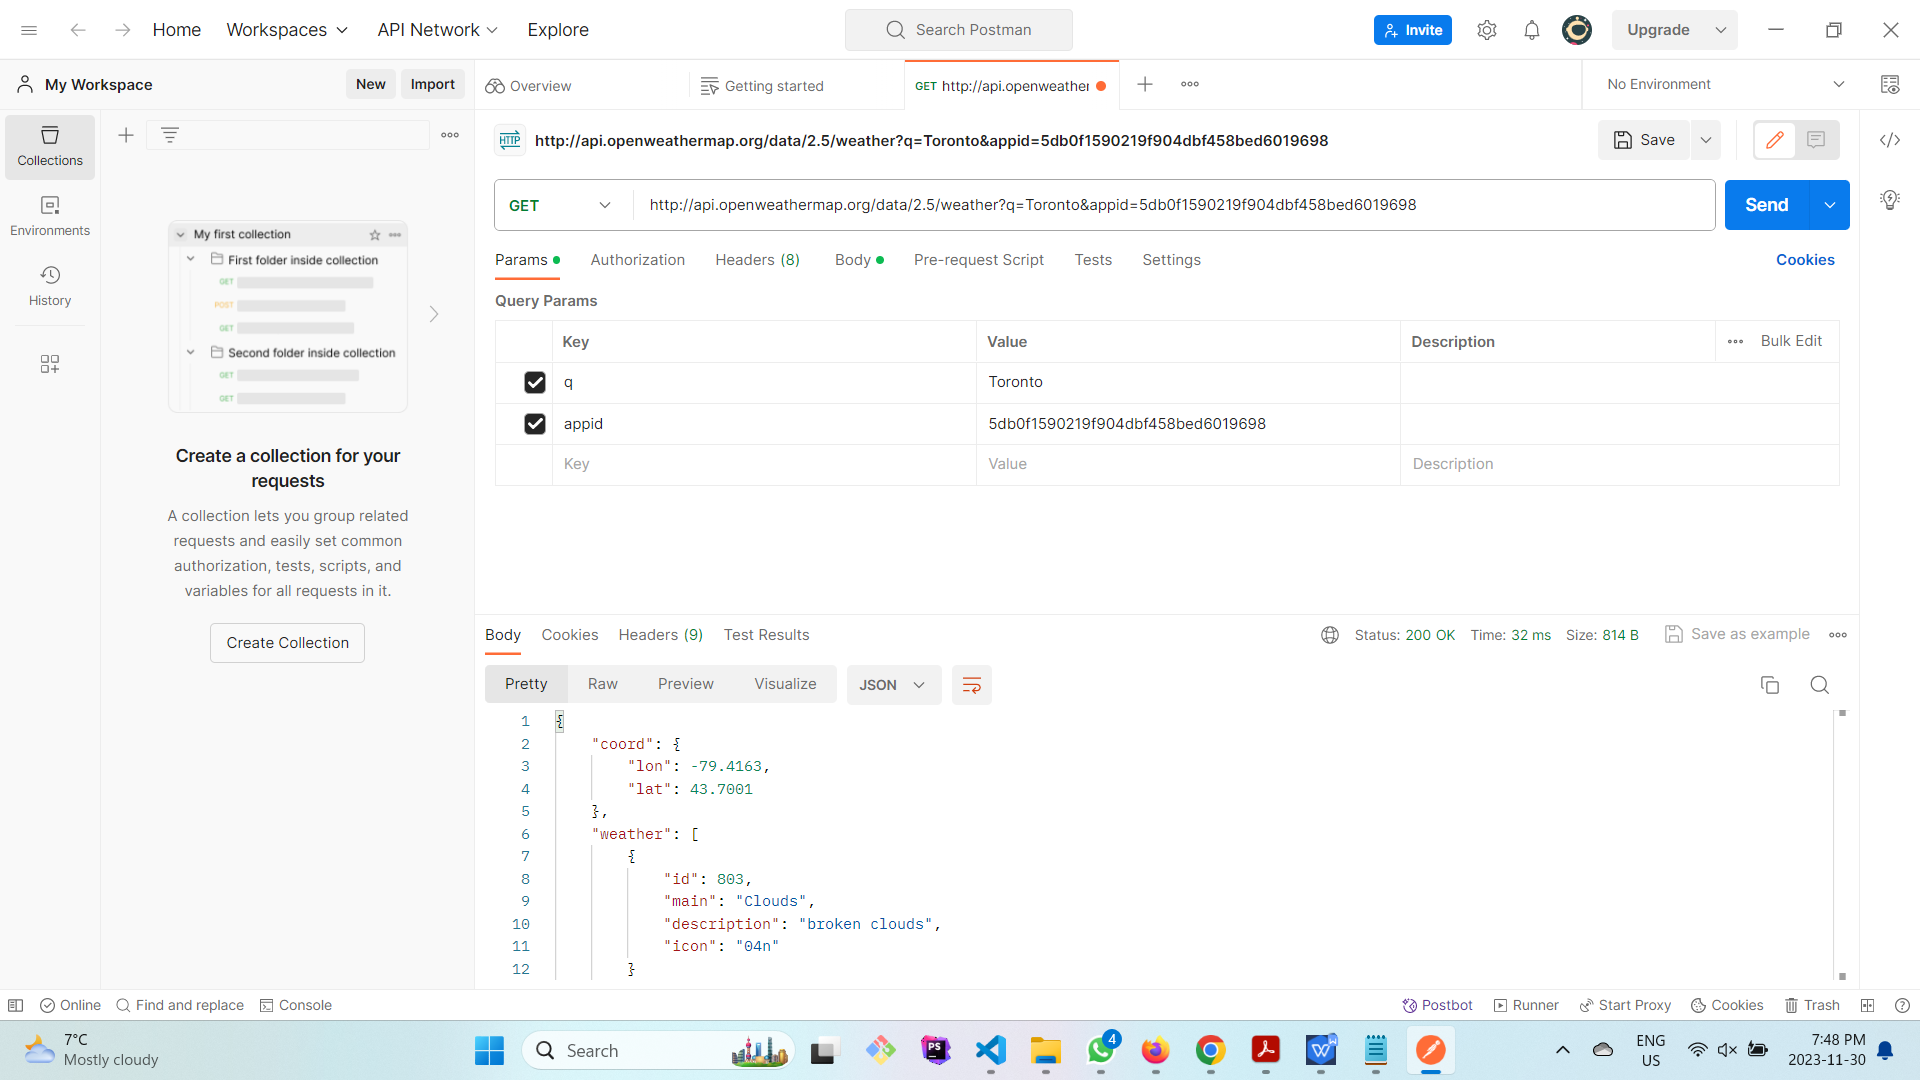 Home Workspaces API Network Explore Search Postman Invite Upgrade
My Workspace New Import Overview Getting started GET http://api.openweather No Environment
Collections
Environments
History
My first collection
First folder inside collection
GET
POST
GET
Second folder inside collection
GET
GET
Create a collection for your
requests
A collection lets you group related
requests and easily set common
authorization, tests, scripts, and
variables for all requests in it.
Create Collection
HTTP http://api.openweathermap.org/data/2.5/weather?q=Toronto&appid=5db0f1590219f904dbf458bed6019698 Save
GET http://api.openweathermap.org/data/2.5/weather?q=Toronto&appid=5db0f1590219f904dbf458bed6019698 Send
Params Authorization Headers (8) Body Pre-request Script Tests Settings Cookies
Query Params
Key Value Description Bulk Edit
q Toronto
appid 5db0f1590219f904dbf458bed6019698
Key Value Description
Body Cookies Headers (9) Test Results Status: 200 OK Time: 32 ms Size: 814 B Save as example
Pretty Raw Preview Visualize JSON
1 {
2 "coord": {
3 "lon": -79.4163,
4 "lat": 43.7001
5 },
6 "weather": [
7 {
8 "id": 803,
9 "main": "Clouds",
10 "description": "broken clouds",
11 "icon": "04n"
12 }
Online Find and replace Console Postbot Runner Start Proxy Cookies Trash
7°C
Mostly cloudy
Search
PS
4
W
ENG
US
7:48 PM
2023-11-30